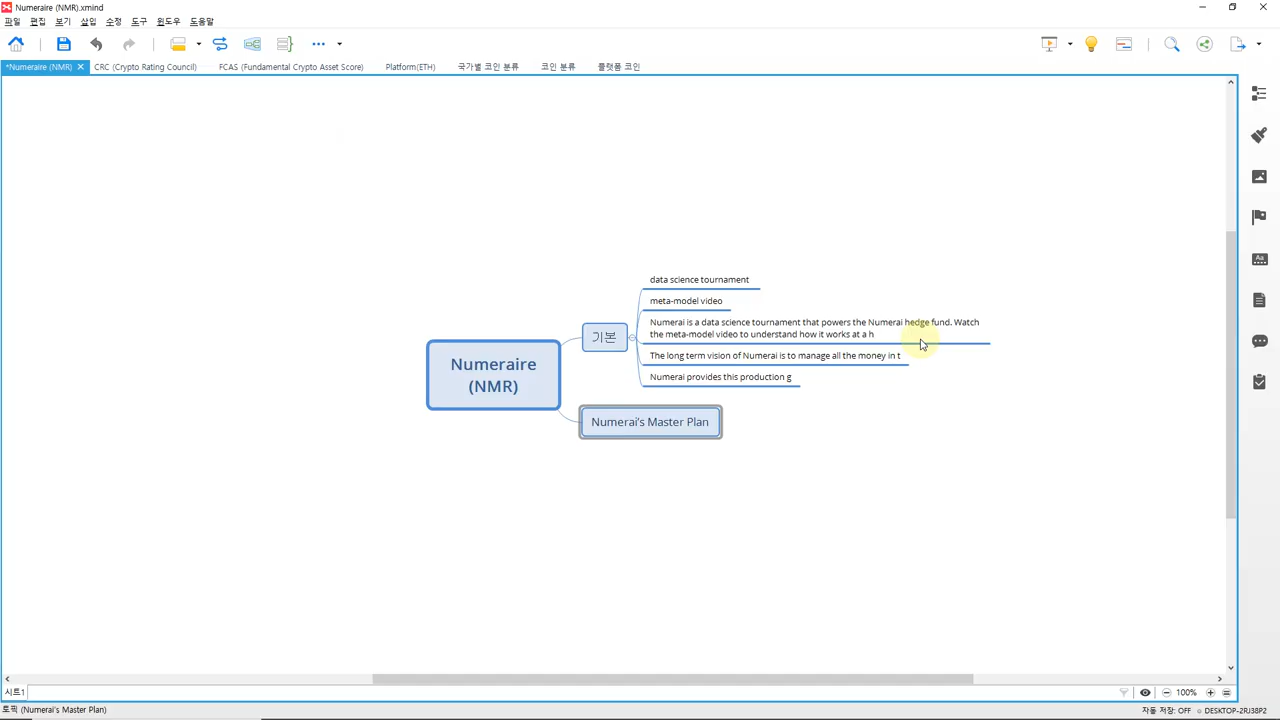 Numeraire (NMR).xmind
파일 편집 보기 삽입 수정 도구 윈도우 도움말
*Numeraire (NMR) CRC (Crypto Rating Council) FCAS (Fundamental Crypto Asset Score) Platform(ETH) 국가별 코인 분류 코인 분류 플랫폼 코인
data science tournament
meta-model video
Numerai is a data science tournament that powers the Numerai hedge fund. Watch
the meta-model video to understand how it works at a h
The long term vision of Numerai is to manage all the money in t
Numerai provides this production g
기본
Numeraire
(NMR)
Numerai's Master Plan
시트1
100%
토픽 (Numerai's Master Plan)
자동 저장: OFF DESKTOP-2RJ38P2